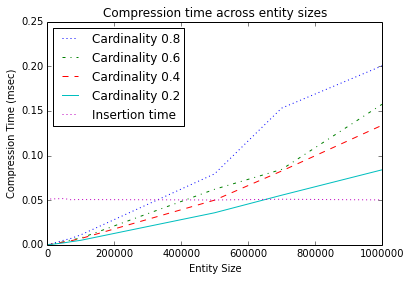 Compression time across entity sizes
0.25
0.20
0.15
0.10
0.05
0.00
Compression Time (msec)
Cardinality 0.8
Cardinality 0.6
Cardinality 0.4
Cardinality 0.2
Insertion time
0
200000
400000
600000
800000
1000000
Entity Size